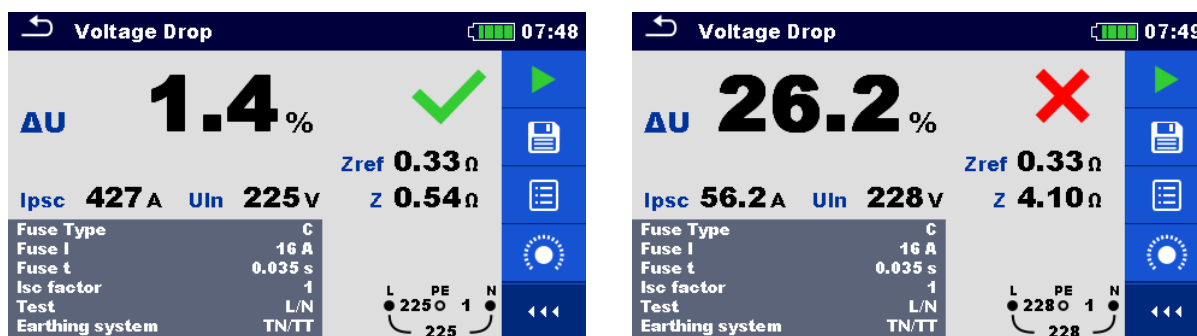 Voltage Drop 07:48
ΔU 1.4 %
Zref 0.33 Ω
Ipsc 427 A Uln 225 V Z 0.54 Ω
Fuse Type C
Fuse I 16 A
Fuse t 0.035 s
Isc factor 1
Test L/N
Earthing system TN/TT
L PE N
225 1
225
Voltage Drop 07:49
ΔU 26.2 %
Zref 0.33 Ω
Ipsc 56.2 A Uln 228 V Z 4.10 Ω
Fuse Type C
Fuse I 16 A
Fuse t 0.035 s
Isc factor 1
Test L/N
Earthing system TN/TT
L PE N
228 1
228